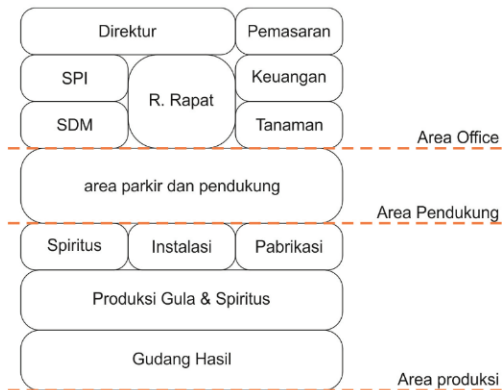 Direktur
Pemasaran
SPI
R. Rapat
Keuangan
SDM
Tanaman
Area Office
area parkir dan pendukung
Area Pendukung
Spiritus
Instalasi
Pabrikasi
Produksi Gula & Spiritus
Gudang Hasil
Area produksi